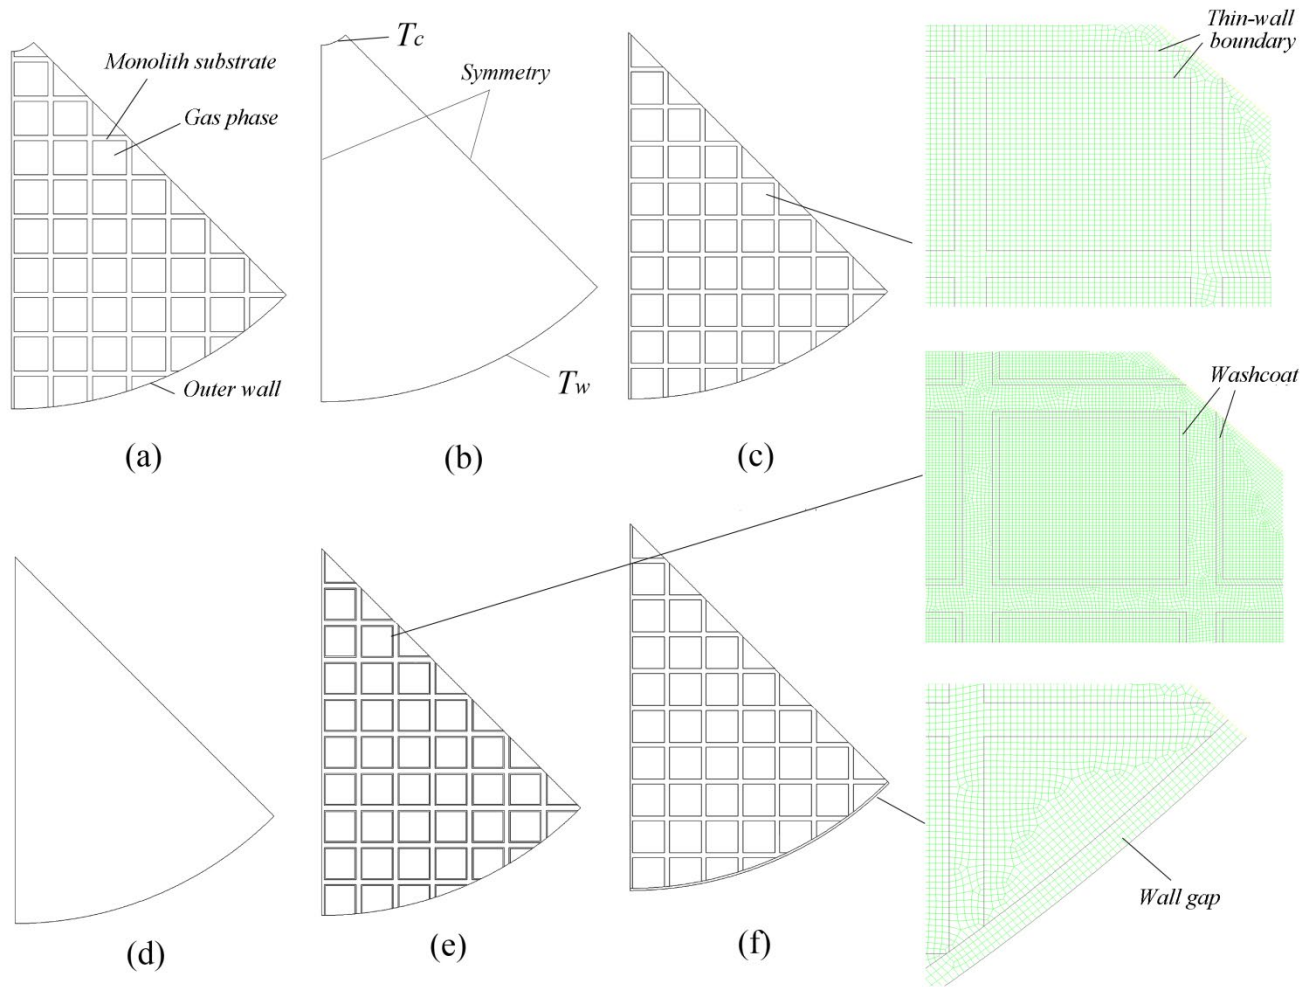 Monolith substrate
Gas phase
Outer wall
(a)
Tc
Symmetry
Tw
(b)
(c)
Thin-wall
boundary
Washcoat
(d)
(e)
(f)
Wall gap